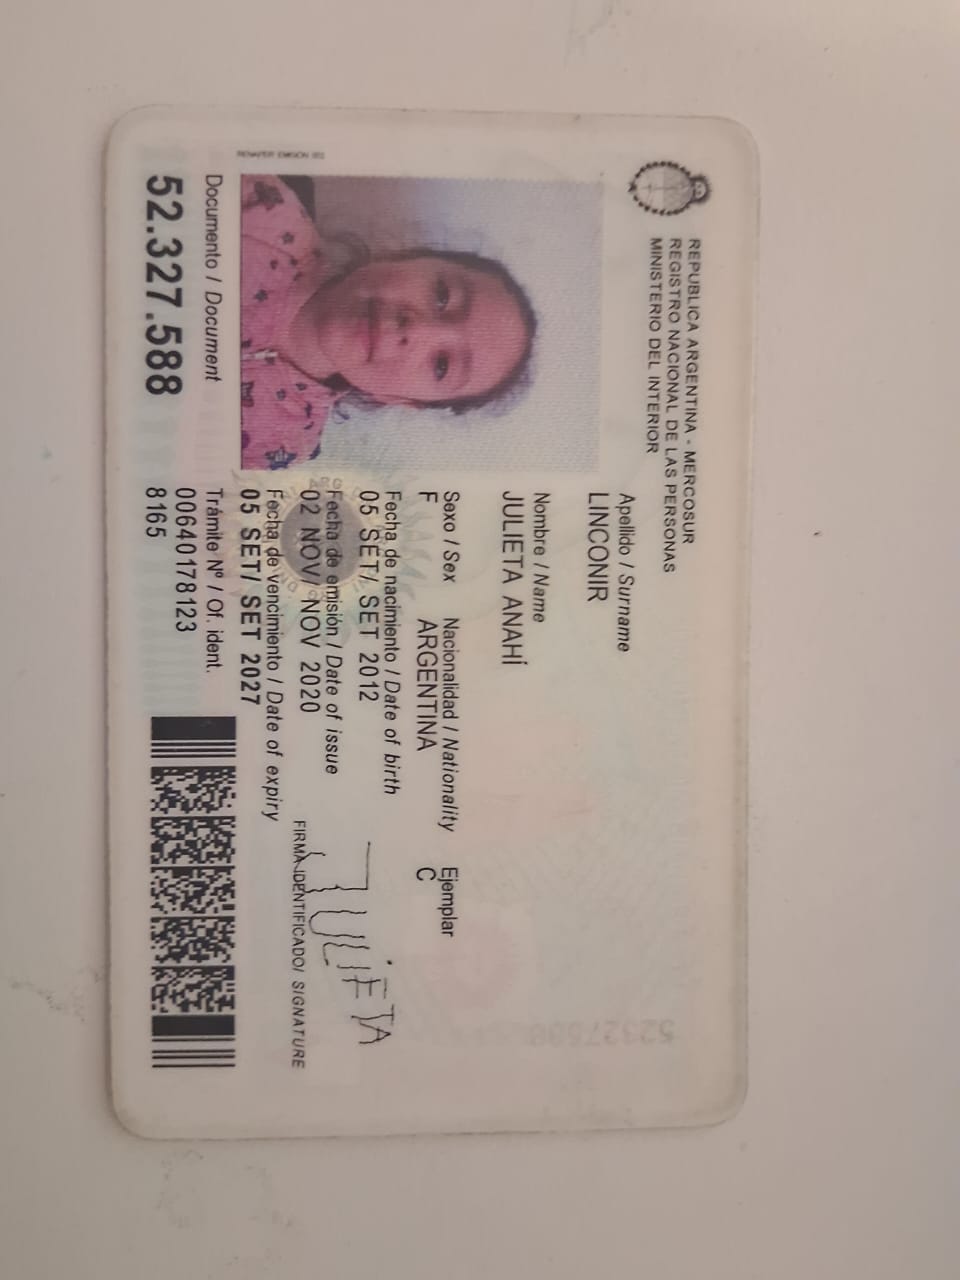 REPUBLICA ARGENTINA - MERCOSUR
REGISTRO NACIONAL DE LAS PERSONAS
MINISTERIO DEL INTERIOR
Apellido / Surname
LINCONIR
Nombre / Name
JULIETA ANAHÍ
Sexo / Sex Nacionalidad / Nationality Ejemplar
F ARGENTINA C
Fecha de nacimiento / Date of birth
05 SET/ SET 2012
Fecha de emisión / Date of issue
02 NOV/ NOV 2020
Fecha de vencimiento / Date of expiry
05 SET/ SET 2027
JULIETA
FIRMA IDENTIFICADO/ SIGNATURE
Documento / Document
52.327.588
Trámite Nº / Of. ident.
00640178123
8165
52327588